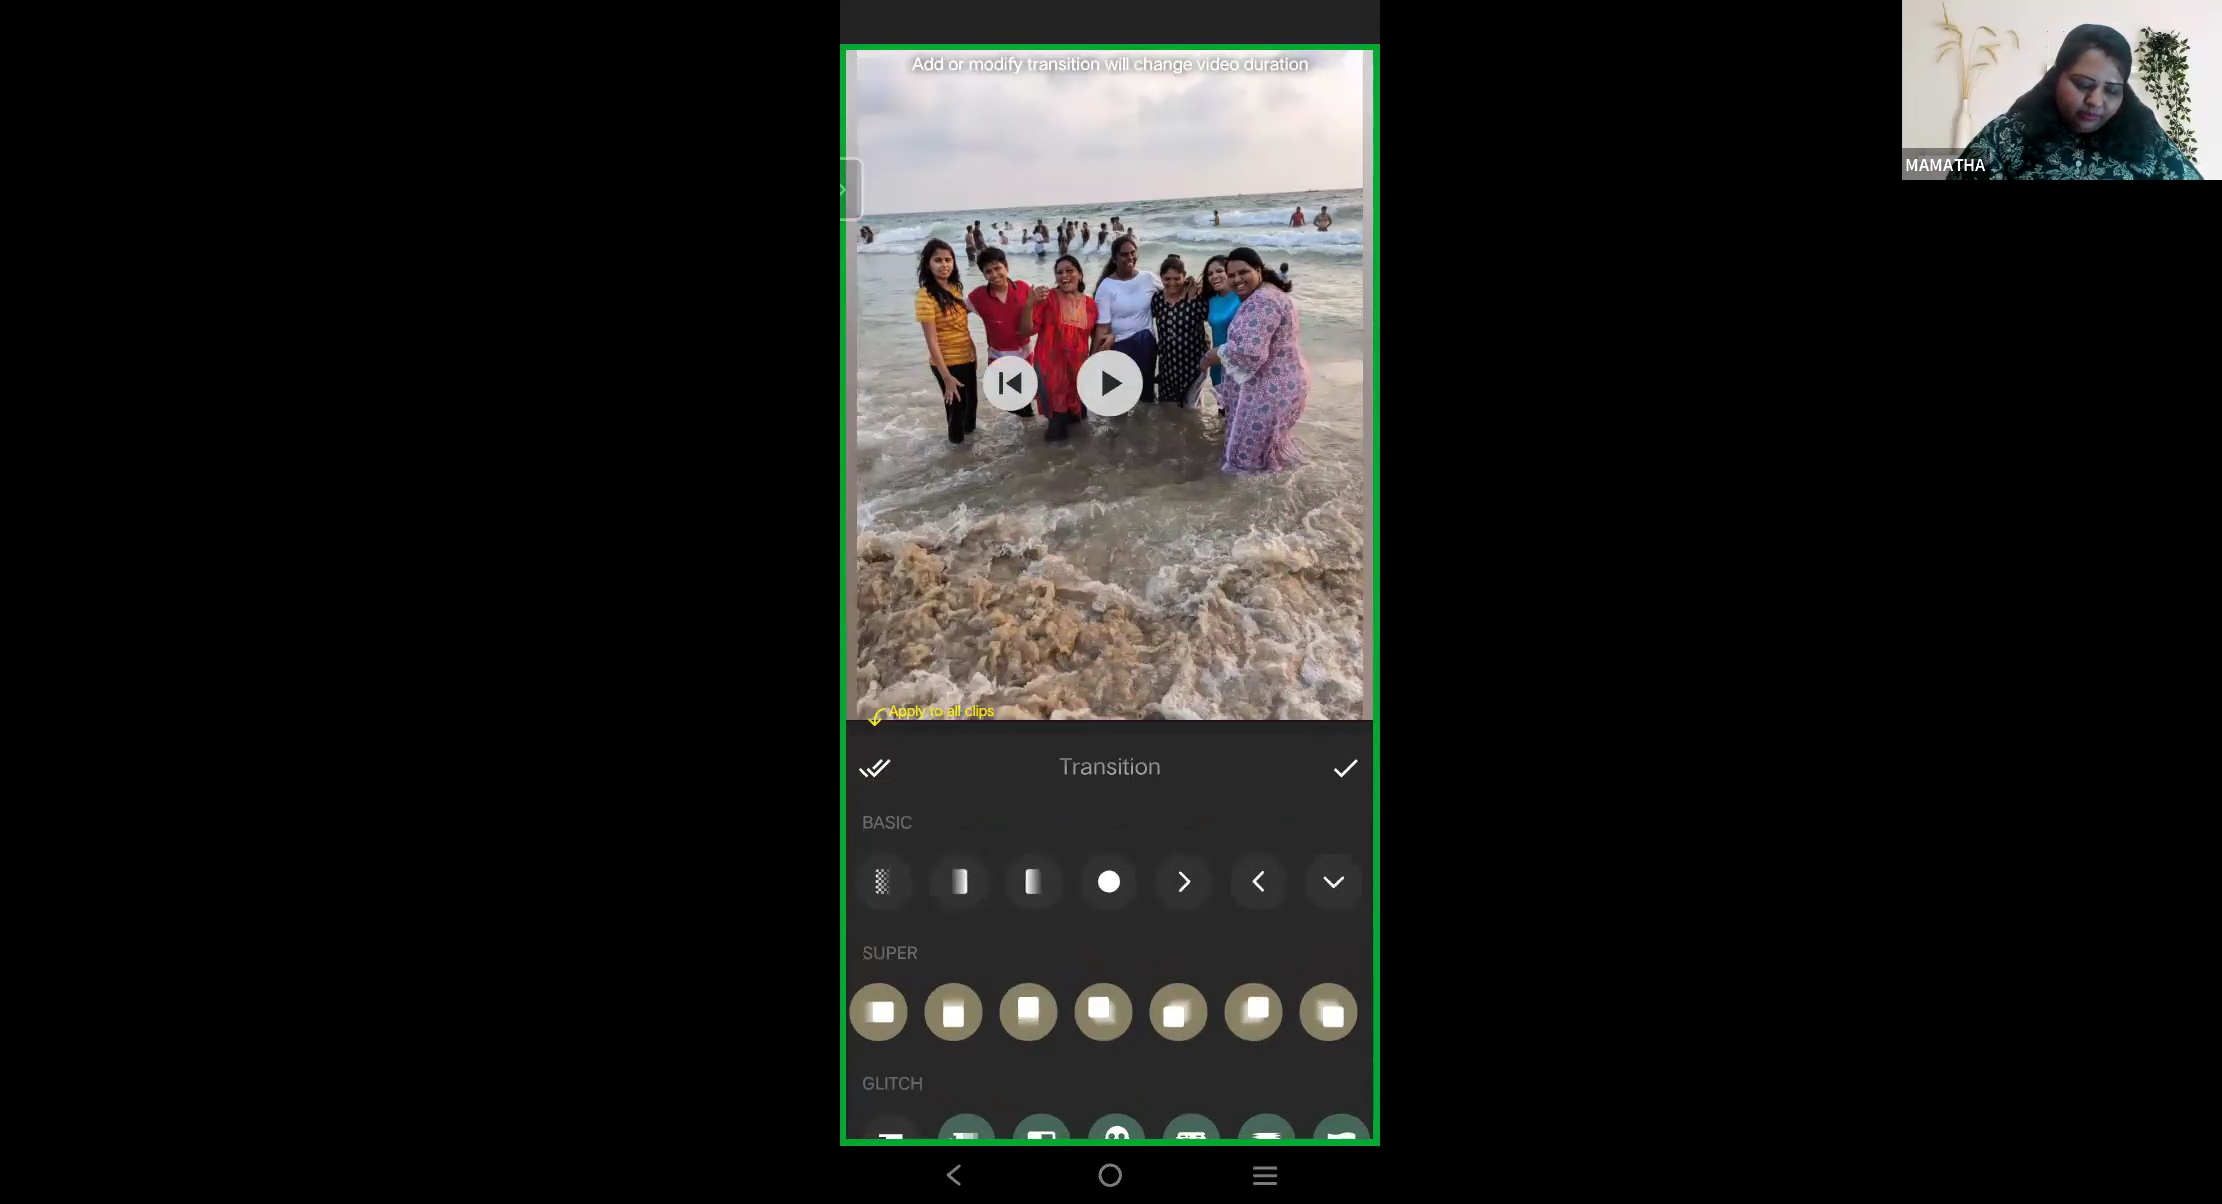 Add or modify transition will change video duration
MAMATHA
Apply to all clips
Transition
BASIC
SUPER
GLITCH